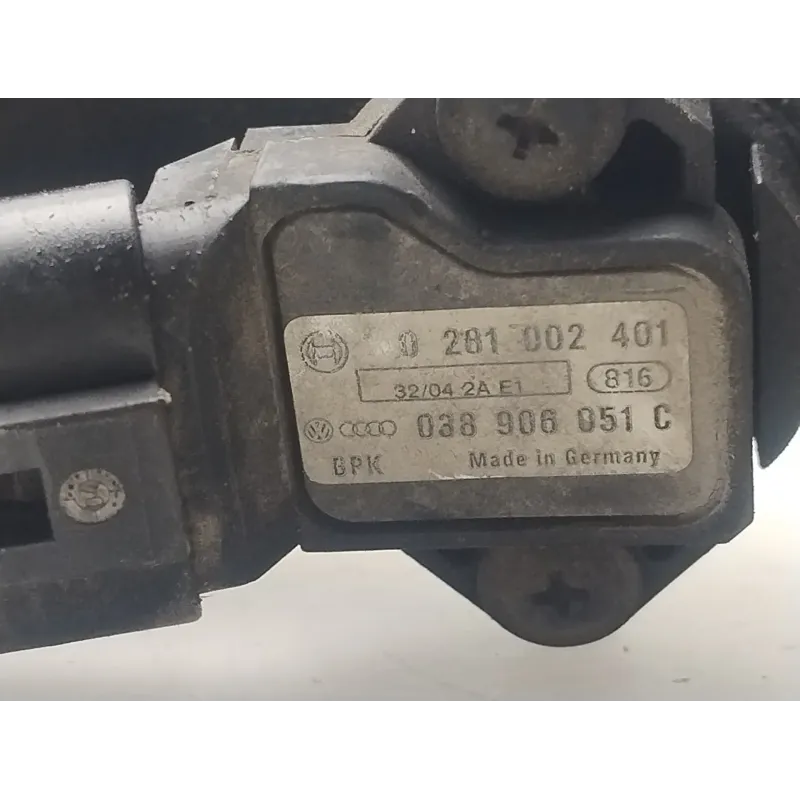 0 281 002 401
32/04 2A E1 816
038 906 051 C
BPK Made in Germany